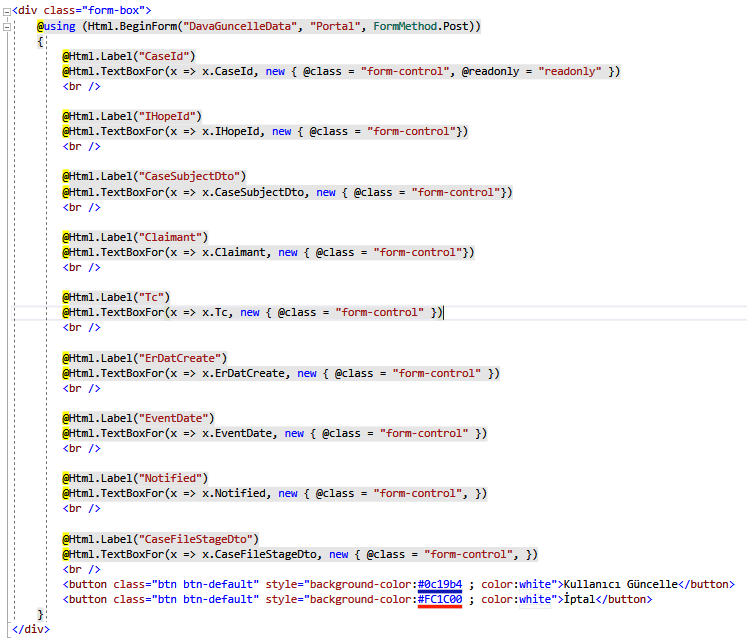 <div class="form-box">
@using (Html.BeginForm("DavaGuncelleData", "Portal", FormMethod.Post))
{
@Html.Label("CaseId")
@Html.TextBoxFor(x => x.CaseId, new { @class = "form-control", @readonly = "readonly" })
<br />
@Html.Label("IHopeId")
@Html.TextBoxFor(x => x.IHopeId, new { @class = "form-control"})
<br />
@Html.Label("CaseSubjectDto")
@Html.TextBoxFor(x => x.CaseSubjectDto, new { @class = "form-control"})
<br />
@Html.Label("Claimant")
@Html.TextBoxFor(x => x.Claimant, new { @class = "form-control"})
<br />
@Html.Label("Tc")
@Html.TextBoxFor(x => x.Tc, new { @class = "form-control" })
<br />
@Html.Label("ErDatCreate")
@Html.TextBoxFor(x => x.ErDatCreate, new { @class = "form-control" })
<br />
@Html.Label("EventDate")
@Html.TextBoxFor(x => x.EventDate, new { @class = "form-control" })
<br />
@Html.Label("Notified")
@Html.TextBoxFor(x => x.Notified, new { @class = "form-control", })
<br />
@Html.Label("CaseFileStageDto")
@Html.TextBoxFor(x => x.CaseFileStageDto, new { @class = "form-control", })
<br />
<button class="btn btn-default" style="background-color:#0c19b4 ; color:white">Kullanıcı Güncelle</button>
<button class="btn btn-default" style="background-color:#FC1C00 ; color:white">İptal</button>
}
</div>